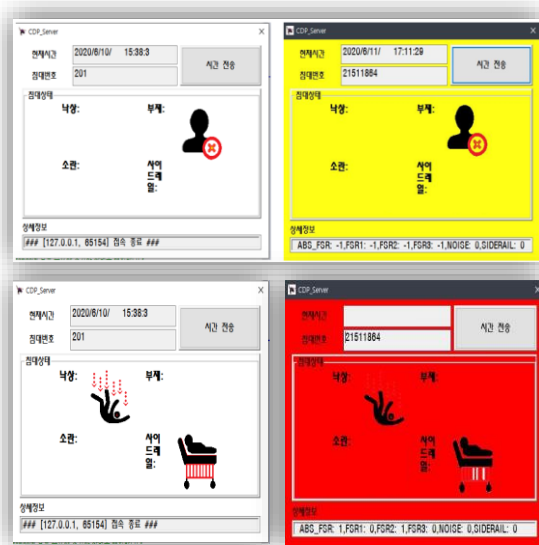 CDP_Server
현재시간
2020/6/10/ 15:38:3
침대번호
201
시간 전송
침대상태
낙상:
부재:
소관:
사이
드레
일:
상세정보
### [127.0.0.1, 65154] 접속 종료 ###
CDP_Server
현재시간
2020/6/11/ 17:11:29
침대번호
21511864
시간 전송
침대상태
낙상:
부재:
소관:
사이
드레
일:
상세정보
ABS_FSR: -1,FSR1: -1,FSR2: -1,FSR3: -1,NOISE: 0,SIDERAIL: 0
CDP_Server
현재시간
2020/6/10/ 15:38:3
침대번호
201
시간 전송
침대상태
낙상:
부재:
소관:
사이
드레
일:
상세정보
### [127.0.0.1, 65154] 접속 종료 ###
CDP_Server
현재시간
침대번호
21511864
시간 전송
침대상태
낙상:
부재:
소관:
사이
드레
일:
상세정보
ABS_FSR: 1,FSR1: 0,FSR2: 1,FSR3: 0,NOISE: 0,SIDERAIL: 0